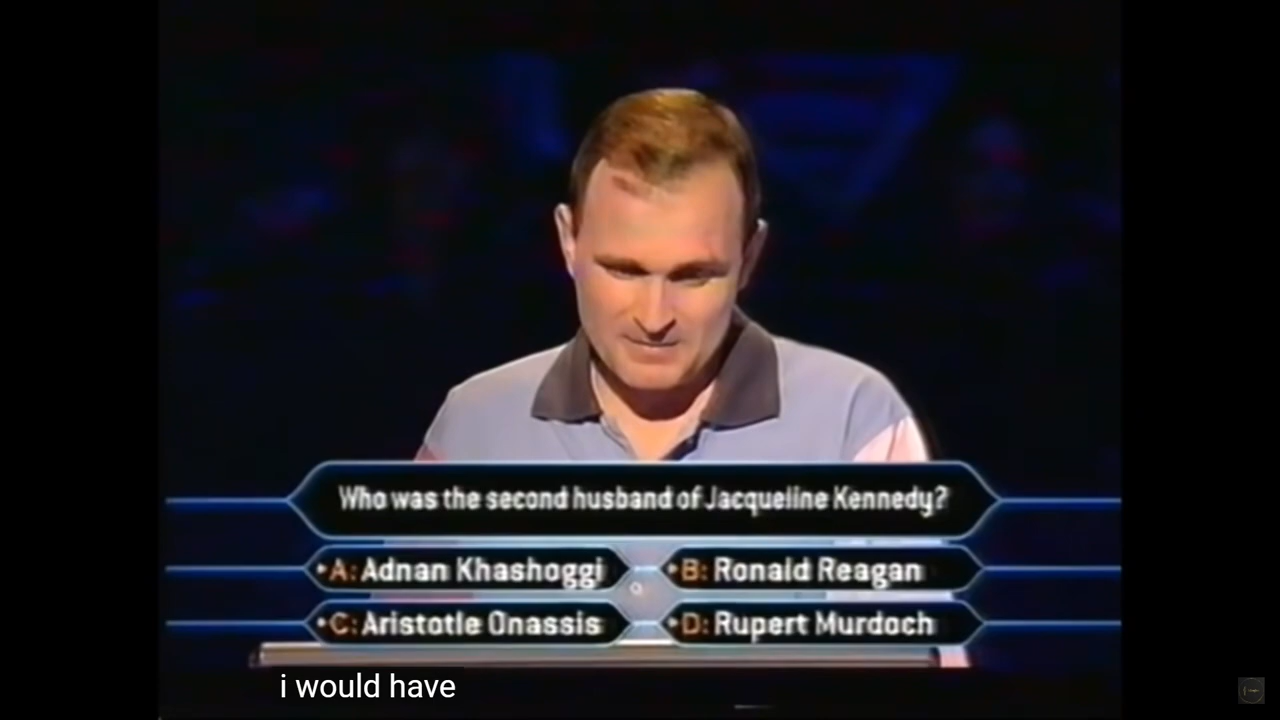 Who was the second husband of Jacqueline Kennedy?
A: Adnan Khashoggi
B: Ronald Reagan
C: Aristotle Onassis
D: Rupert Murdoch
i would have